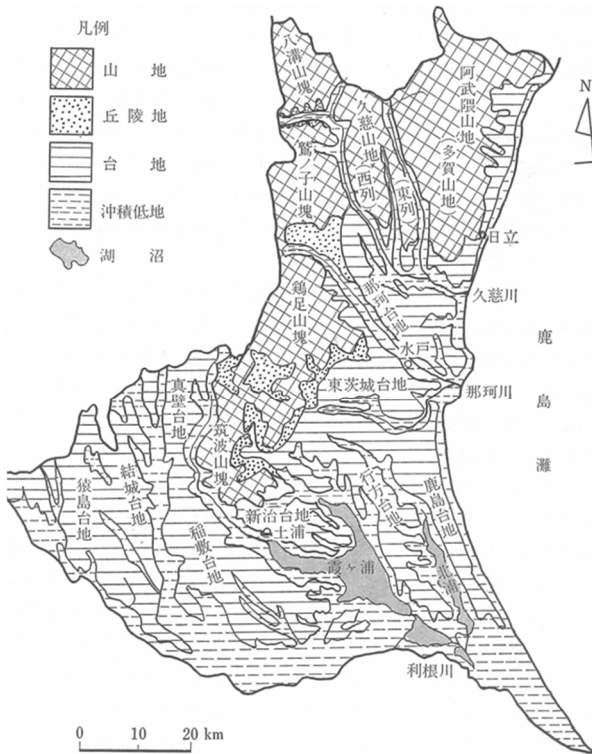 凡例
山地
丘陵地
台地
沖積低地
湖沼
N
八溝山塊
阿武隈山地
(多賀山地)
久慈山地
(西列)
(東列)
鷲ノ子山塊
日立
久慈川
那珂台地
鶏足山塊
水戸
鹿島灘
東茨城台地
那珂川
真壁台地
筑波山塊
結城台地
猿島台地
行方台地
鹿島台地
新治台地
土浦
稲敷台地
霞ヶ浦
北浦
利根川
0 10 20 km